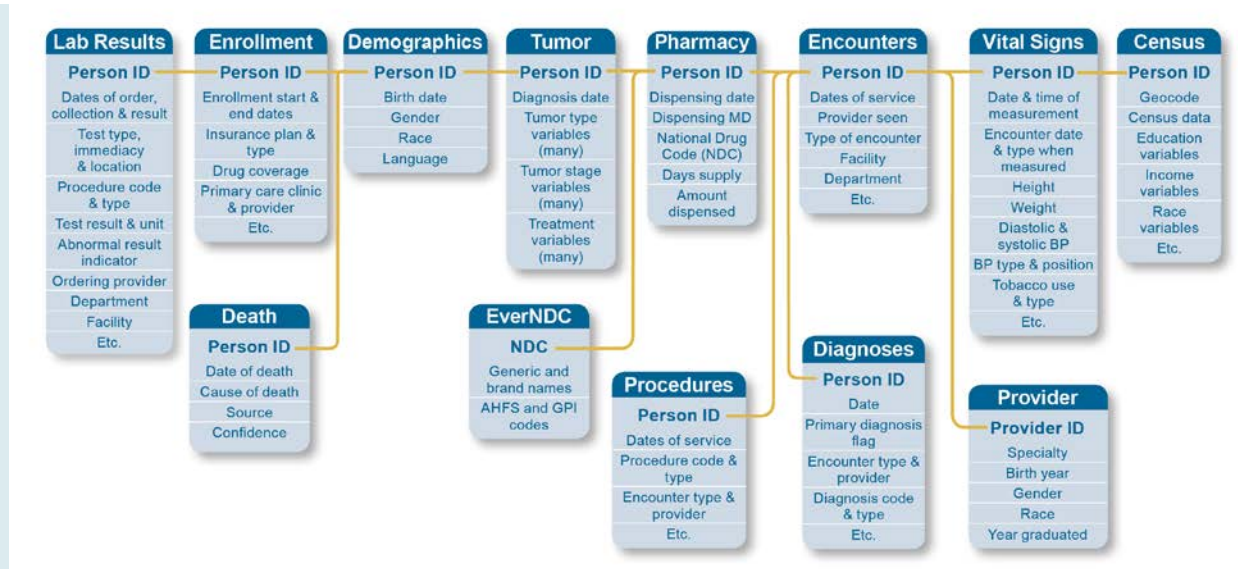 Lab Results
Person ID
Dates of order,
collection & result
Test type,
immediacy
& location
Procedure code
& type
Test result & unit
Abnormal result
indicator
Ordering provider
Department
Facility
Etc.
Enrollment
Person ID
Enrollment start &
end dates
Insurance plan &
type
Drug coverage
Primary care clinic
& provider
Etc.
Demographics
Person ID
Birth date
Gender
Race
Language
Tumor
Person ID
Diagnosis date
Tumor type
variables
(many)
Tumor stage
variables
(many)
Treatment
variables
(many)
Pharmacy
Person ID
Dispensing date
Dispensing MD
National Drug
Code (NDC)
Days supply
Amount
dispensed
Encounters
Person ID
Dates of service
Provider seen
Type of encounter
Facility
Department
Etc.
Vital Signs
Person ID
Date & time of
measurement
Encounter date
& type when
measured
Height
Weight
Diastolic &
systolic BP
BP type & position
Tobacco use
& type
Etc.
Census
Person ID
Geocode
Census data
Education
variables
Income
variables
Race
variables
Etc.
Death
Person ID
Date of death
Cause of death
Source
Confidence
EverNDC
NDC
Generic and
brand names
AHFS and GPI
codes
Procedures
Person ID
Dates of service
Procedure code &
type
Encounter type &
provider
Etc.
Diagnoses
Person ID
Date
Primary diagnosis
flag
Encounter type &
provider
Diagnosis code
& type
Etc.
Provider
Provider ID
Specialty
Birth year
Gender
Race
Year graduated